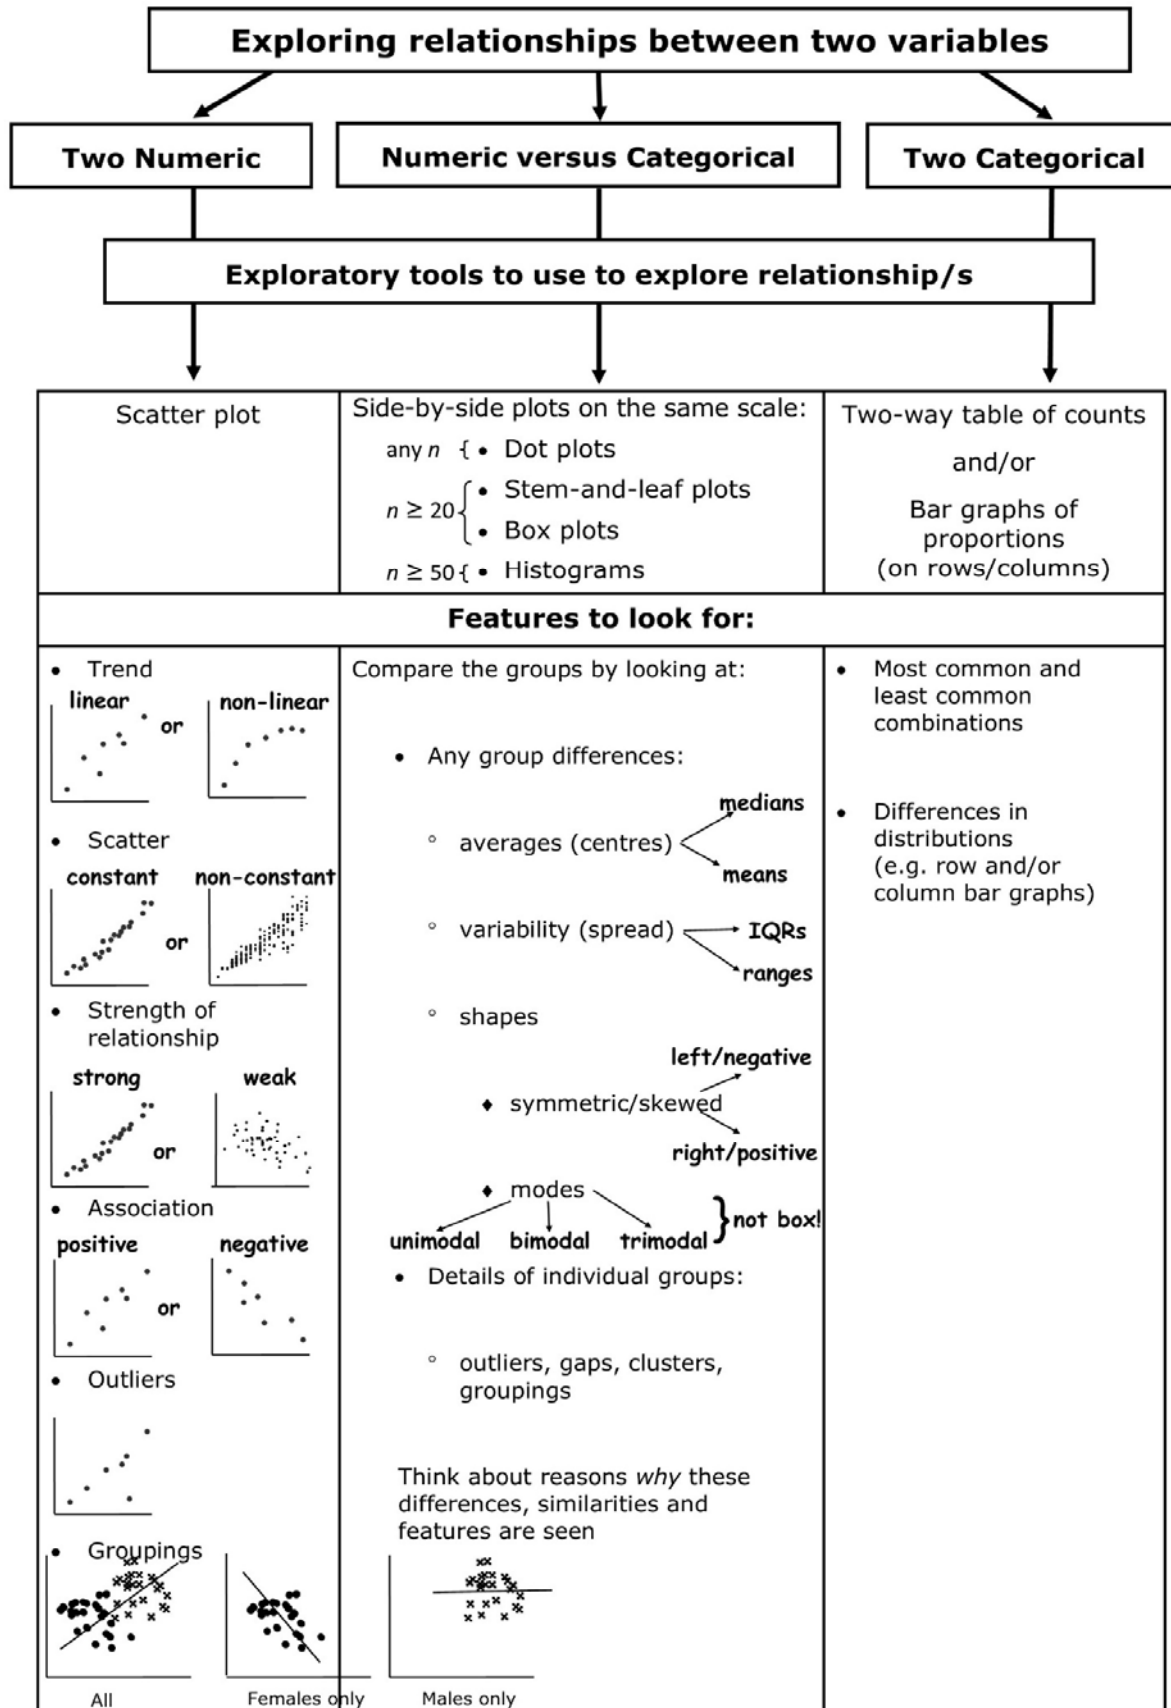 Exploring relationships between two variables
Two Numeric
Numeric versus Categorical
Two Categorical
Exploratory tools to use to explore relationship/s
Scatter plot
Side-by-side plots on the same scale:
any n { • Dot plots
n ≥ 20 { • Stem-and-leaf plots
• Box plots
n ≥ 50 { • Histograms
Two-way table of counts
and/or
Bar graphs of
proportions
(on rows/columns)
Features to look for:
• Trend
linear
or
non-linear
• Scatter
constant
or
non-constant
• Strength of
relationship
strong
or
weak
• Association
positive
or
negative
• Outliers
• Groupings
All
Females only
Males only
Compare the groups by looking at:
• Any group differences:
medians
° averages (centres)
means
° variability (spread)
IQRs
ranges
° shapes
left/negative
♦ symmetric/skewed
right/positive
♦ modes
unimodal bimodal trimodal } not box!
• Details of individual groups:
° outliers, gaps, clusters,
groupings
Think about reasons why these
differences, similarities and
features are seen
• Most common and
least common
combinations
• Differences in
distributions
(e.g. row and/or
column bar graphs)